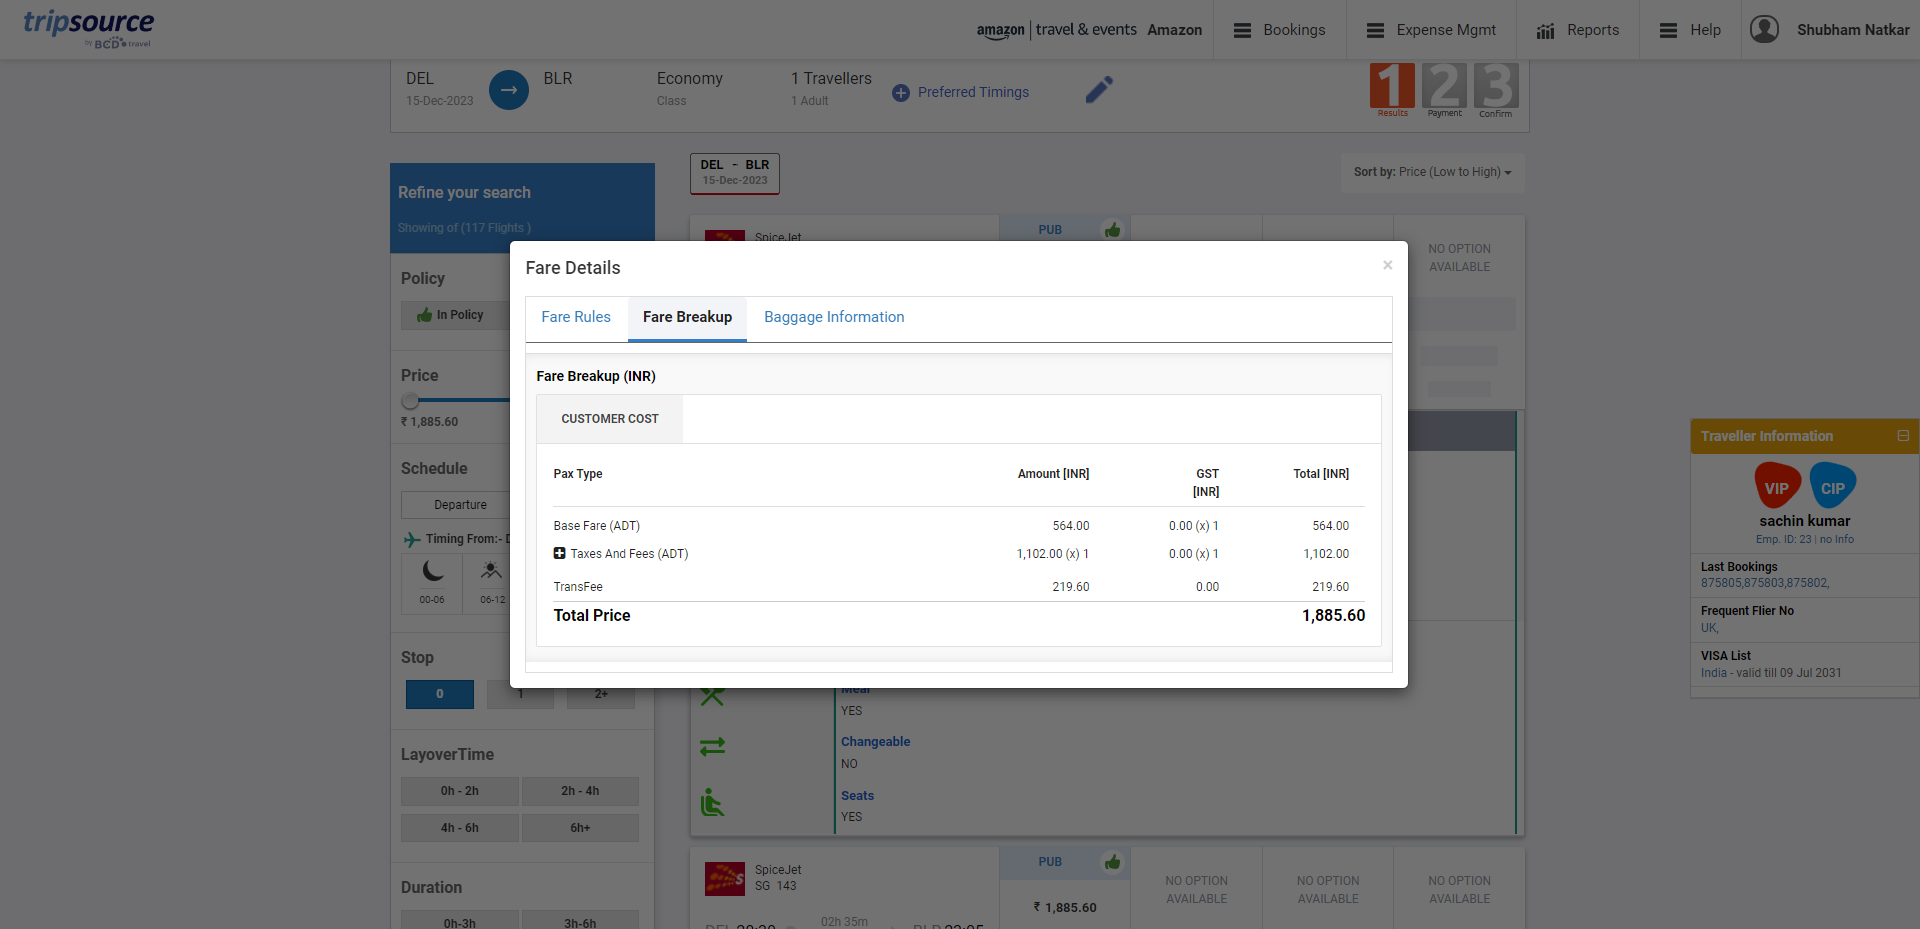 tripsource
by BCD travel
amazon travel & events Amazon
Bookings
Expense Mgmt
Reports
Help
Shubham Natkar
DEL
15-Dec-2023
BLR
Economy
Class
1 Travellers
1 Adult
Preferred Timings
1 Results
2 Payment
3 Confirm
Refine your search
Showing of (117 Flights )
DEL - BLR
15-Dec-2023
Sort by: Price (Low to High)
SpiceJet
PUB
NO OPTION
AVAILABLE
Policy
In Policy
Price
₹ 1,885.60
Schedule
Departure
Timing From:-
00-06
06-12
Stop
0
1
2+
LayoverTime
0h - 2h
2h - 4h
4h - 6h
6h+
Duration
0h-3h
3h-6h
Fare Details
×
Fare Rules
Fare Breakup
Baggage Information
Fare Breakup (INR)
CUSTOMER COST
Pax Type Amount [INR] GST [INR] Total [INR]
Base Fare (ADT) 564.00 0.00 (x) 1 564.00
Taxes And Fees (ADT) 1,102.00 (x) 1 0.00 (x) 1 1,102.00
TransFee 219.60 0.00 219.60
Total Price 1,885.60
Meal
YES
Changeable
NO
Seats
YES
SpiceJet
SG 143
PUB
₹ 1,885.60
NO OPTION
AVAILABLE
NO OPTION
AVAILABLE
NO OPTION
AVAILABLE
02h 35m
Traveller Information
VIP
CIP
sachin kumar
Emp. ID: 23 | no Info
Last Bookings
875805,875803,875802,
Frequent Flier No
UK,
VISA List
India - valid till 09 Jul 2031